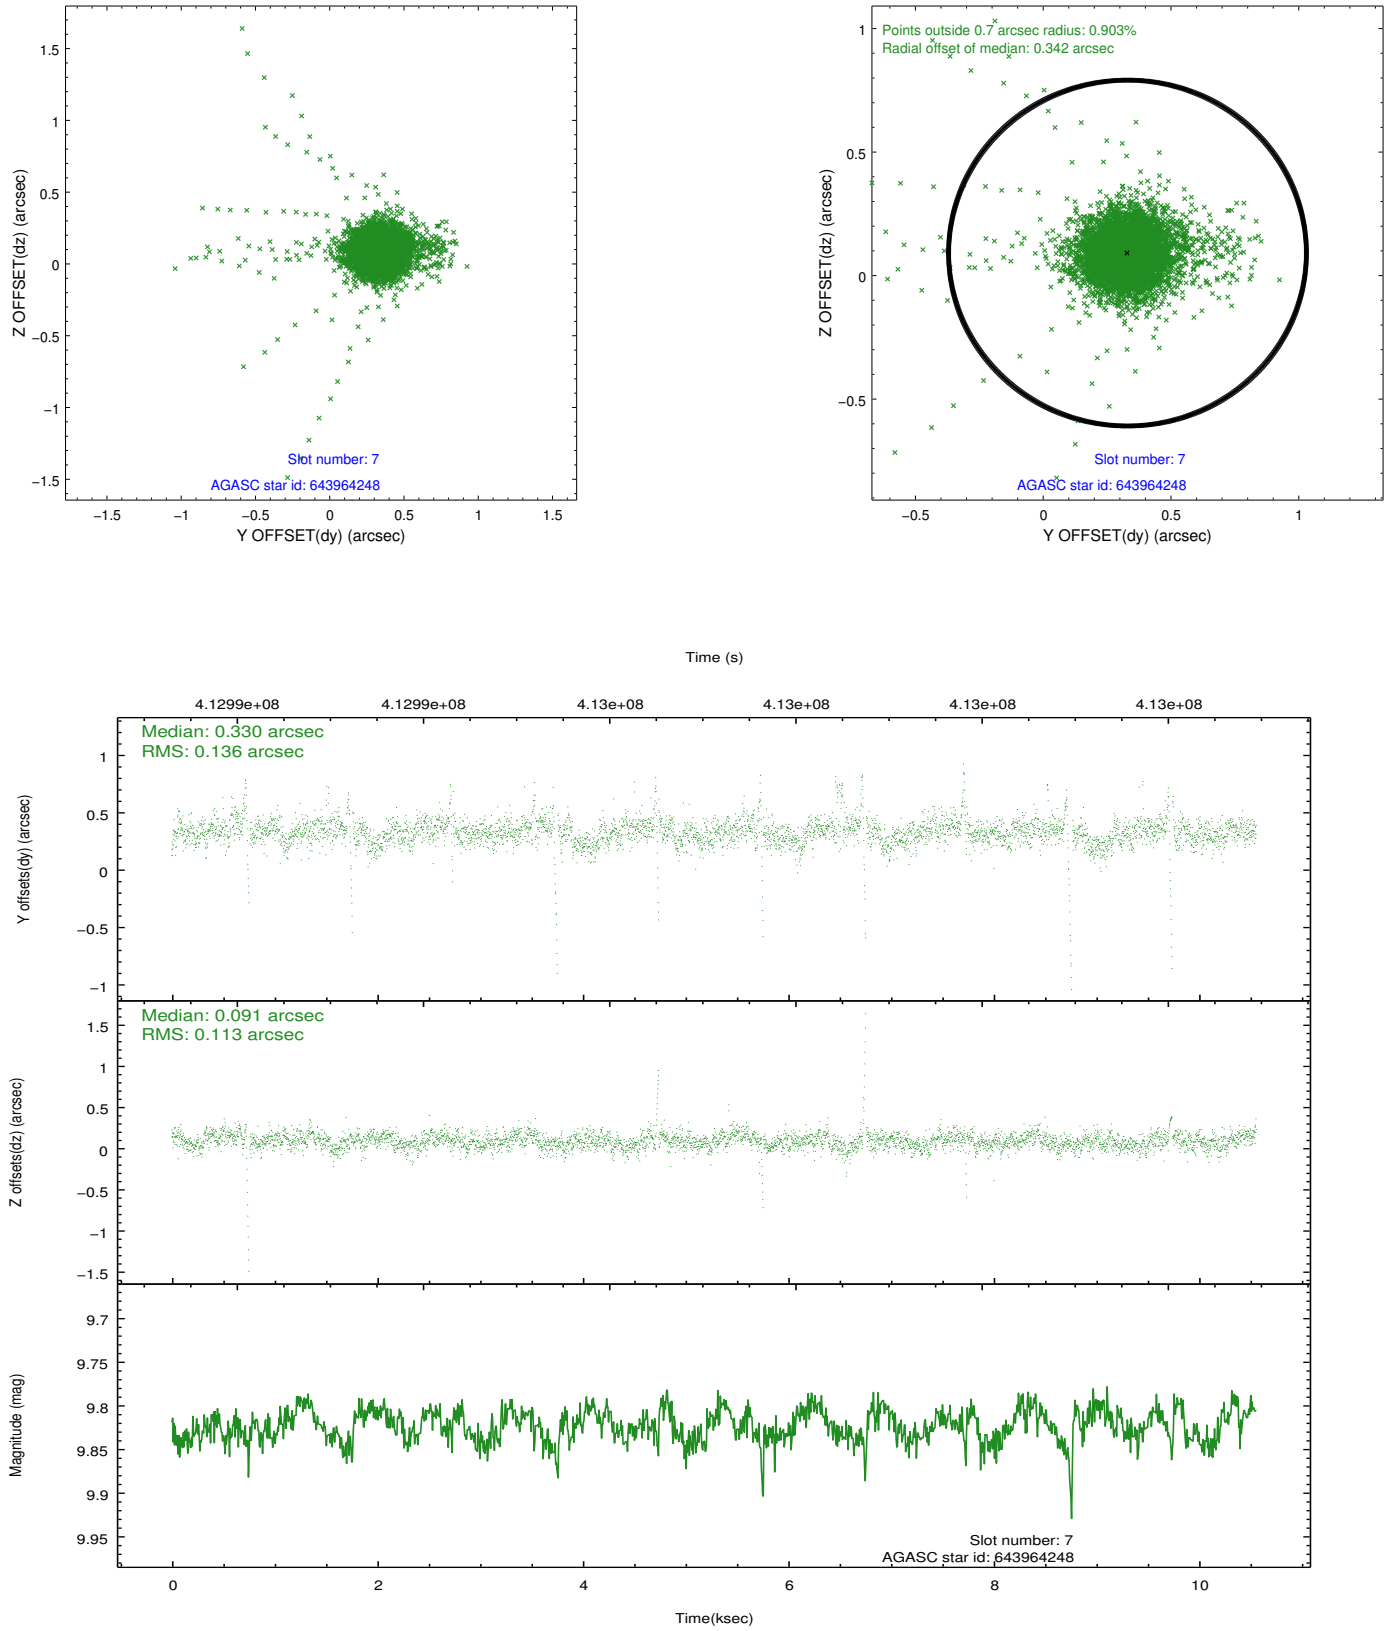 1.5
1
0.5
0
−0.5
−1
−1.5
Z OFFSET(dz) (arcsec)
Slot number: 7
AGASC star id: 643964248
−1.5 −1 −0.5 0 0.5 1 1.5
Y OFFSET(dy) (arcsec)
Points outside 0.7 arcsec radius: 0.903%
Radial offset of median: 0.342 arcsec
1
0.5
0
−0.5
Z OFFSET(dz) (arcsec)
Slot number: 7
AGASC star id: 643964248
−0.5 0 0.5 1
Y OFFSET(dy) (arcsec)
Time (s)
4.1299e+08 4.1299e+08 4.13e+08 4.13e+08 4.13e+08 4.13e+08
Median: 0.330 arcsec
RMS: 0.136 arcsec
1
0.5
0
−0.5
−1
Y offsets(dy) (arcsec)
Median: 0.091 arcsec
RMS: 0.113 arcsec
1.5
1
0.5
0
−0.5
−1
−1.5
Z offsets(dz) (arcsec)
9.7
9.75
9.8
9.85
9.9
9.95
Magnitude (mag)
Slot number: 7
AGASC star id: 643964248
0 2 4 6 8 10
Time(ksec)